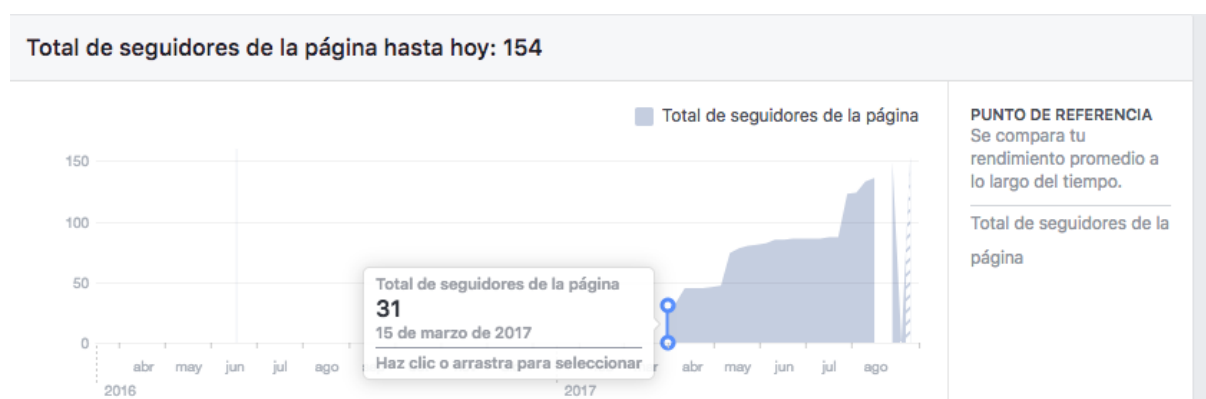 Total de seguidores de la página hasta hoy: 154
Total de seguidores de la página
PUNTO DE REFERENCIA
Se compara tu
rendimiento promedio a
lo largo del tiempo.
Total de seguidores de la
página
150
100
50
0
Total de seguidores de la página
31
15 de marzo de 2017
Haz clic o arrastra para seleccionar
abr may jun jul ago abr may jun jul ago
2016 2017